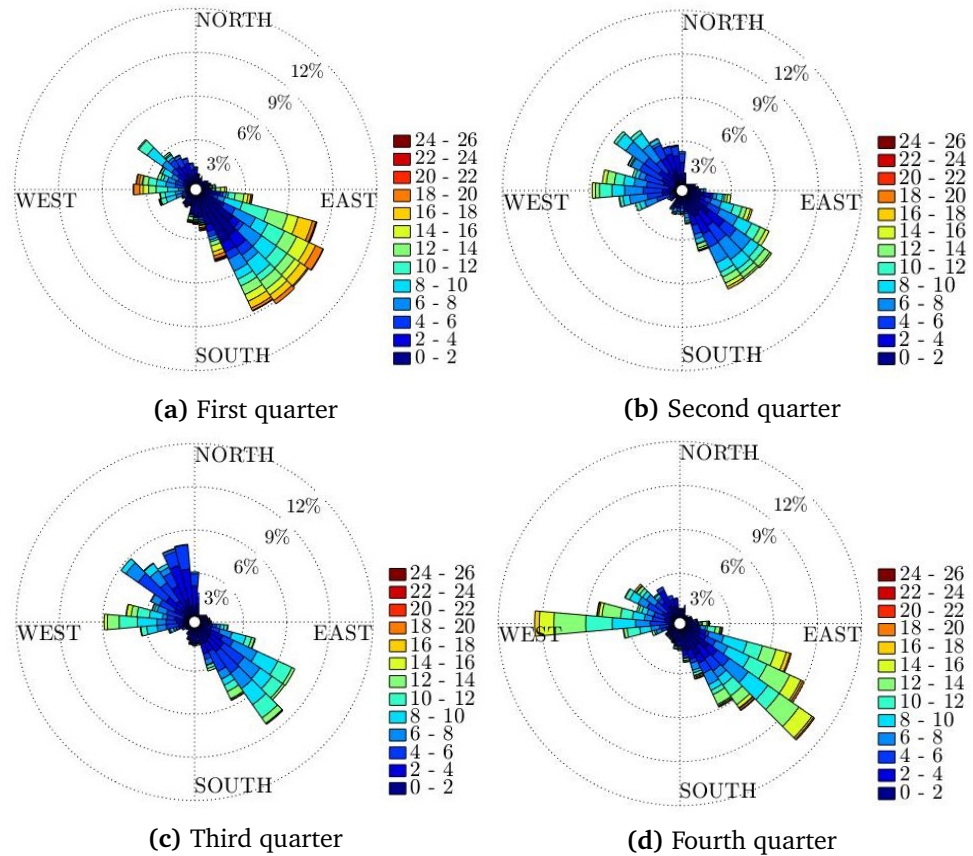 NORTH
12%
9%
6%
3%
WEST
EAST
SOUTH
24 - 26
22 - 24
20 - 22
18 - 20
16 - 18
14 - 16
12 - 14
10 - 12
8 - 10
6 - 8
4 - 6
2 - 4
0 - 2
(a) First quarter
NORTH
12%
9%
6%
3%
WEST
EAST
SOUTH
24 - 26
22 - 24
20 - 22
18 - 20
16 - 18
14 - 16
12 - 14
10 - 12
8 - 10
6 - 8
4 - 6
2 - 4
0 - 2
(b) Second quarter
NORTH
12%
9%
6%
3%
WEST
EAST
SOUTH
24 - 26
22 - 24
20 - 22
18 - 20
16 - 18
14 - 16
12 - 14
10 - 12
8 - 10
6 - 8
4 - 6
2 - 4
0 - 2
(c) Third quarter
NORTH
12%
9%
6%
3%
WEST
EAST
SOUTH
24 - 26
22 - 24
20 - 22
18 - 20
16 - 18
14 - 16
12 - 14
10 - 12
8 - 10
6 - 8
4 - 6
2 - 4
0 - 2
(d) Fourth quarter